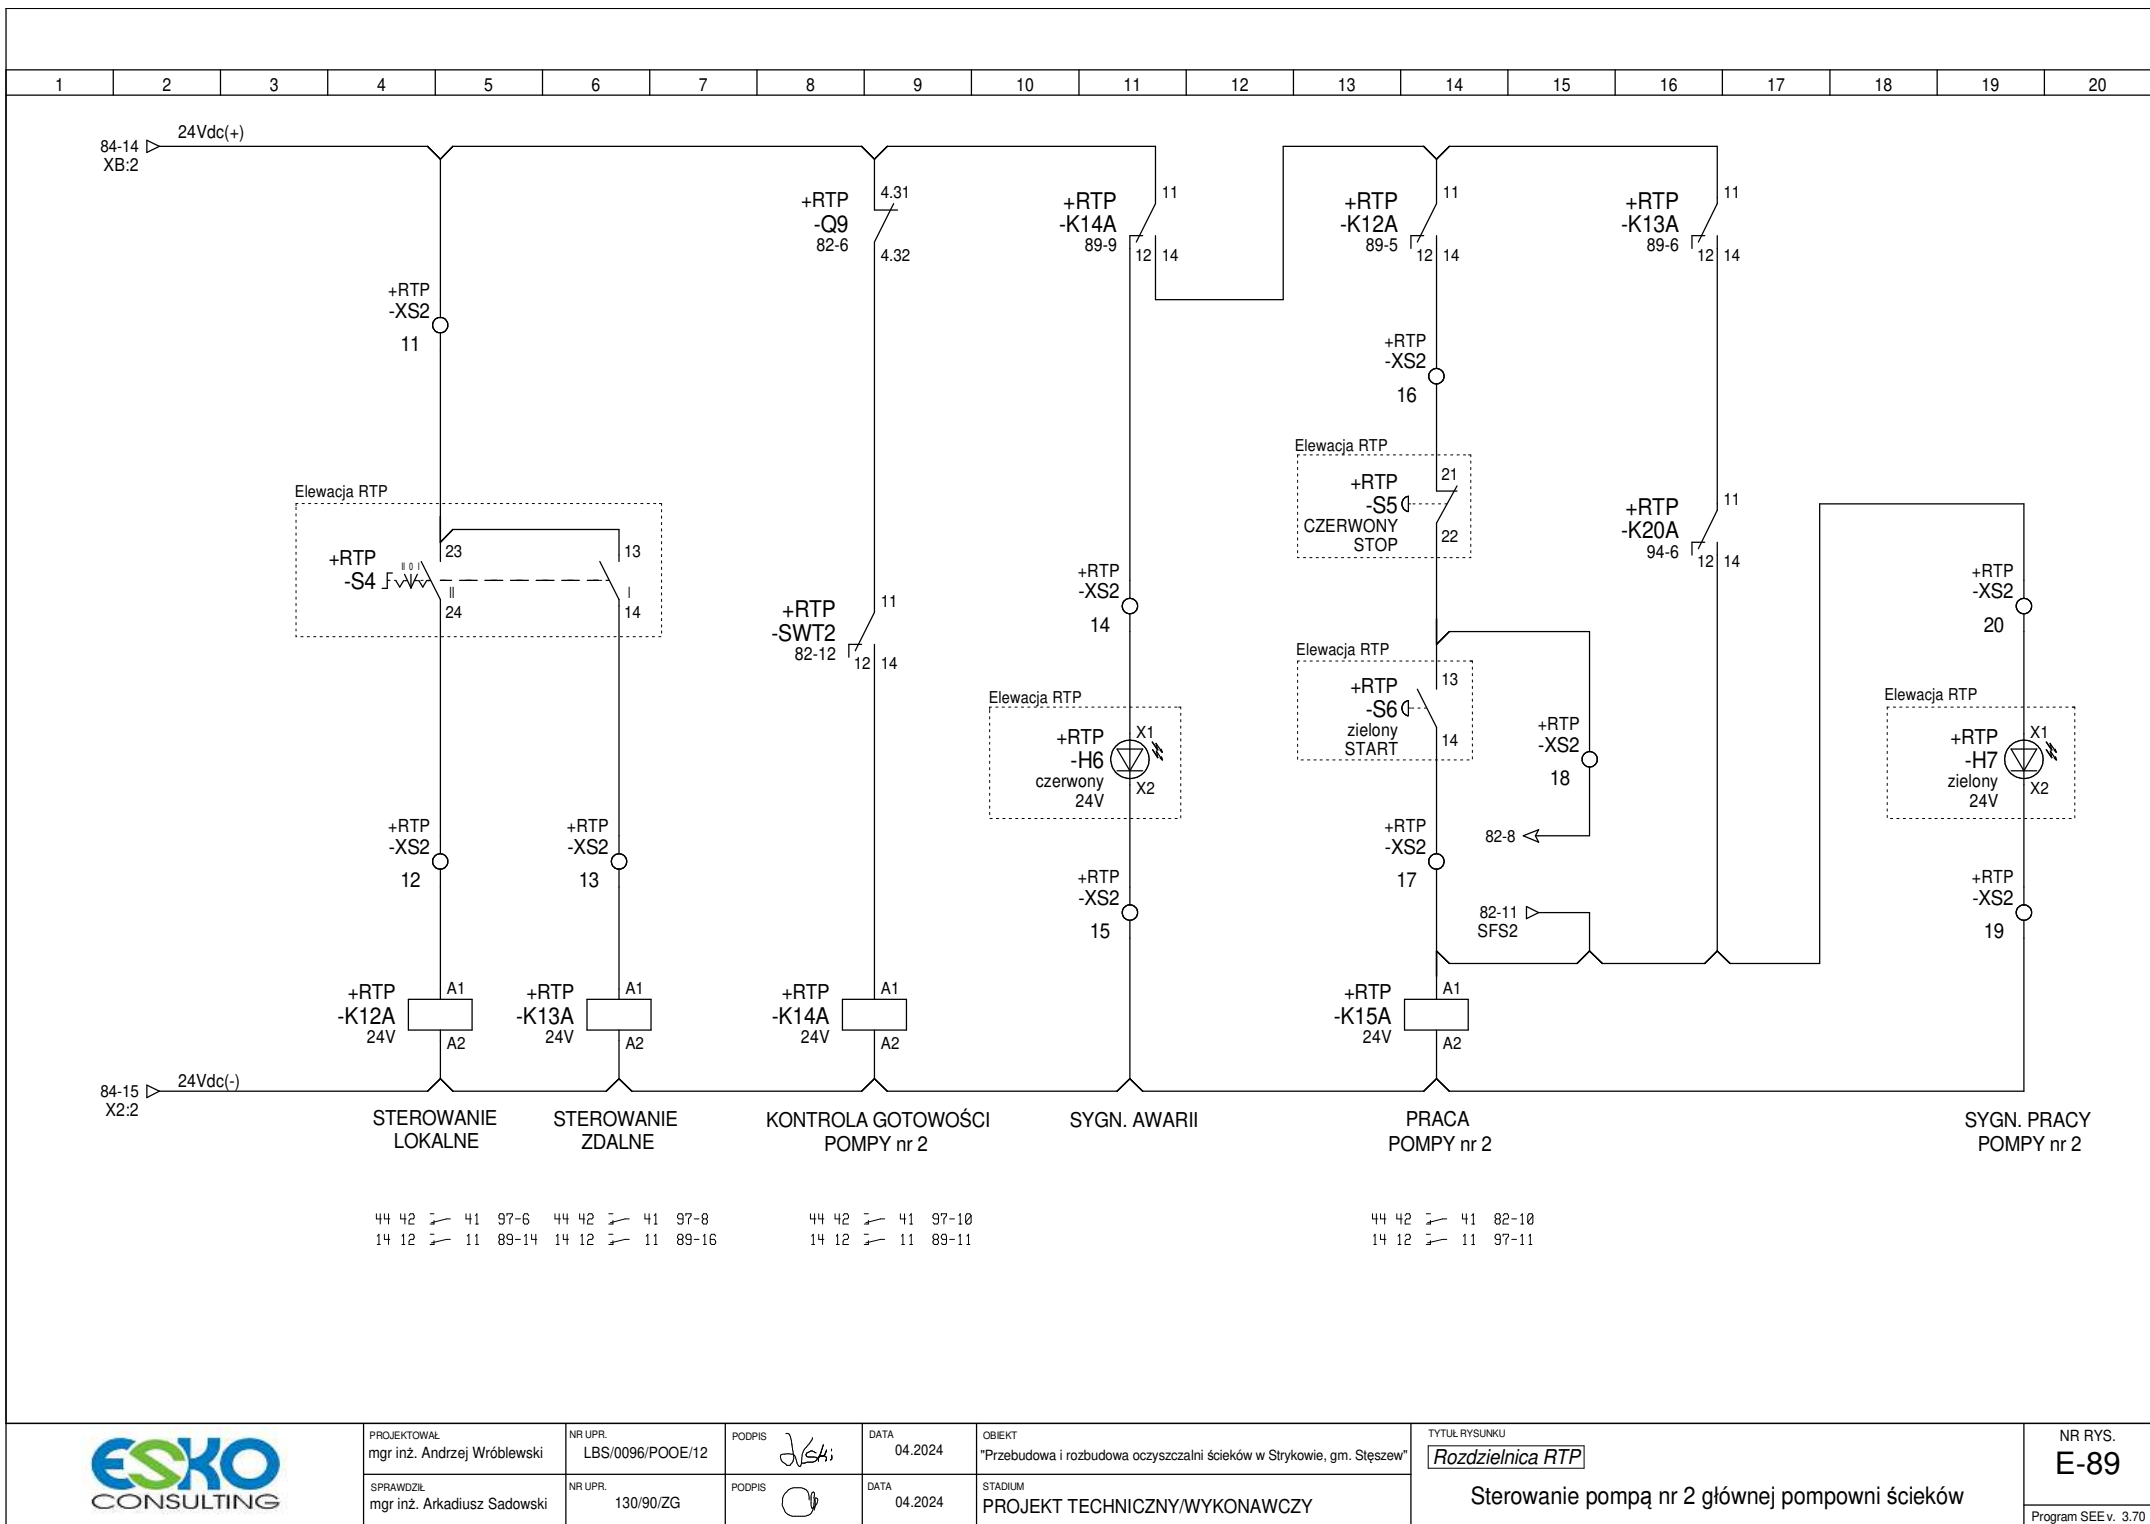 1 2 3 4 5 6 7 8 9 10 11 12 13 14 15 16 17 18 19 20
84-14
XB:2
24Vdc(+)
+RTP
-XS2
11
Elewacja RTP
+RTP
-S4
II 0 I
23
II
24
13
I
14
+RTP
-XS2
12
+RTP
-XS2
13
+RTP
-K12A
24V
A1
A2
+RTP
-K13A
24V
A1
A2
+RTP
-Q9
82-6
4.31
4.32
+RTP
-SWT2
82-12
11
12 14
+RTP
-K14A
24V
A1
A2
+RTP
-K14A
89-9
11
12 14
+RTP
-XS2
14
Elewacja RTP
+RTP
-H6
czerwony
24V
X1
X2
+RTP
-XS2
15
+RTP
-K12A
89-5
11
12 14
+RTP
-XS2
16
Elewacja RTP
+RTP
-S5
CZERWONY
STOP
21
22
Elewacja RTP
+RTP
-S6
zielony
START
13
14
+RTP
-XS2
18
82-8
+RTP
-XS2
17
82-11
SFS2
+RTP
-K15A
24V
A1
A2
+RTP
-K13A
89-6
11
12 14
+RTP
-K20A
94-6
11
12 14
+RTP
-XS2
20
Elewacja RTP
+RTP
-H7
zielony
24V
X1
X2
+RTP
-XS2
19
84-15
X2:2
24Vdc(-)
STEROWANIE
LOKALNE
STEROWANIE
ZDALNE
KONTROLA GOTOWOŚCI
POMPY nr 2
SYGN. AWARII
PRACA
POMPY nr 2
SYGN. PRACY
POMPY nr 2
44 42 41 97-6
14 12 11 89-14
44 42 41 97-8
14 12 11 89-16
44 42 41 97-10
14 12 11 89-11
44 42 41 82-10
14 12 11 97-11
ESKO
CONSULTING
PROJEKTOWAŁ
mgr inż. Andrzej Wróblewski
NR UPR.
LBS/0096/POOE/12
PODPIS
DATA
04.2024
SPRAWDZIŁ
mgr inż. Arkadiusz Sadowski
NR UPR.
130/90/ZG
PODPIS
DATA
04.2024
OBIEKT
"Przebudowa i rozbudowa oczyszczalni ścieków w Strykowie, gm. Stęszew"
STADIUM
PROJEKT TECHNICZNY/WYKONAWCZY
TYTUŁ RYSUNKU
Rozdzielnica RTP
Sterowanie pompą nr 2 głównej pompowni ścieków
NR RYS.
E-89
Program SEE v. 3.70